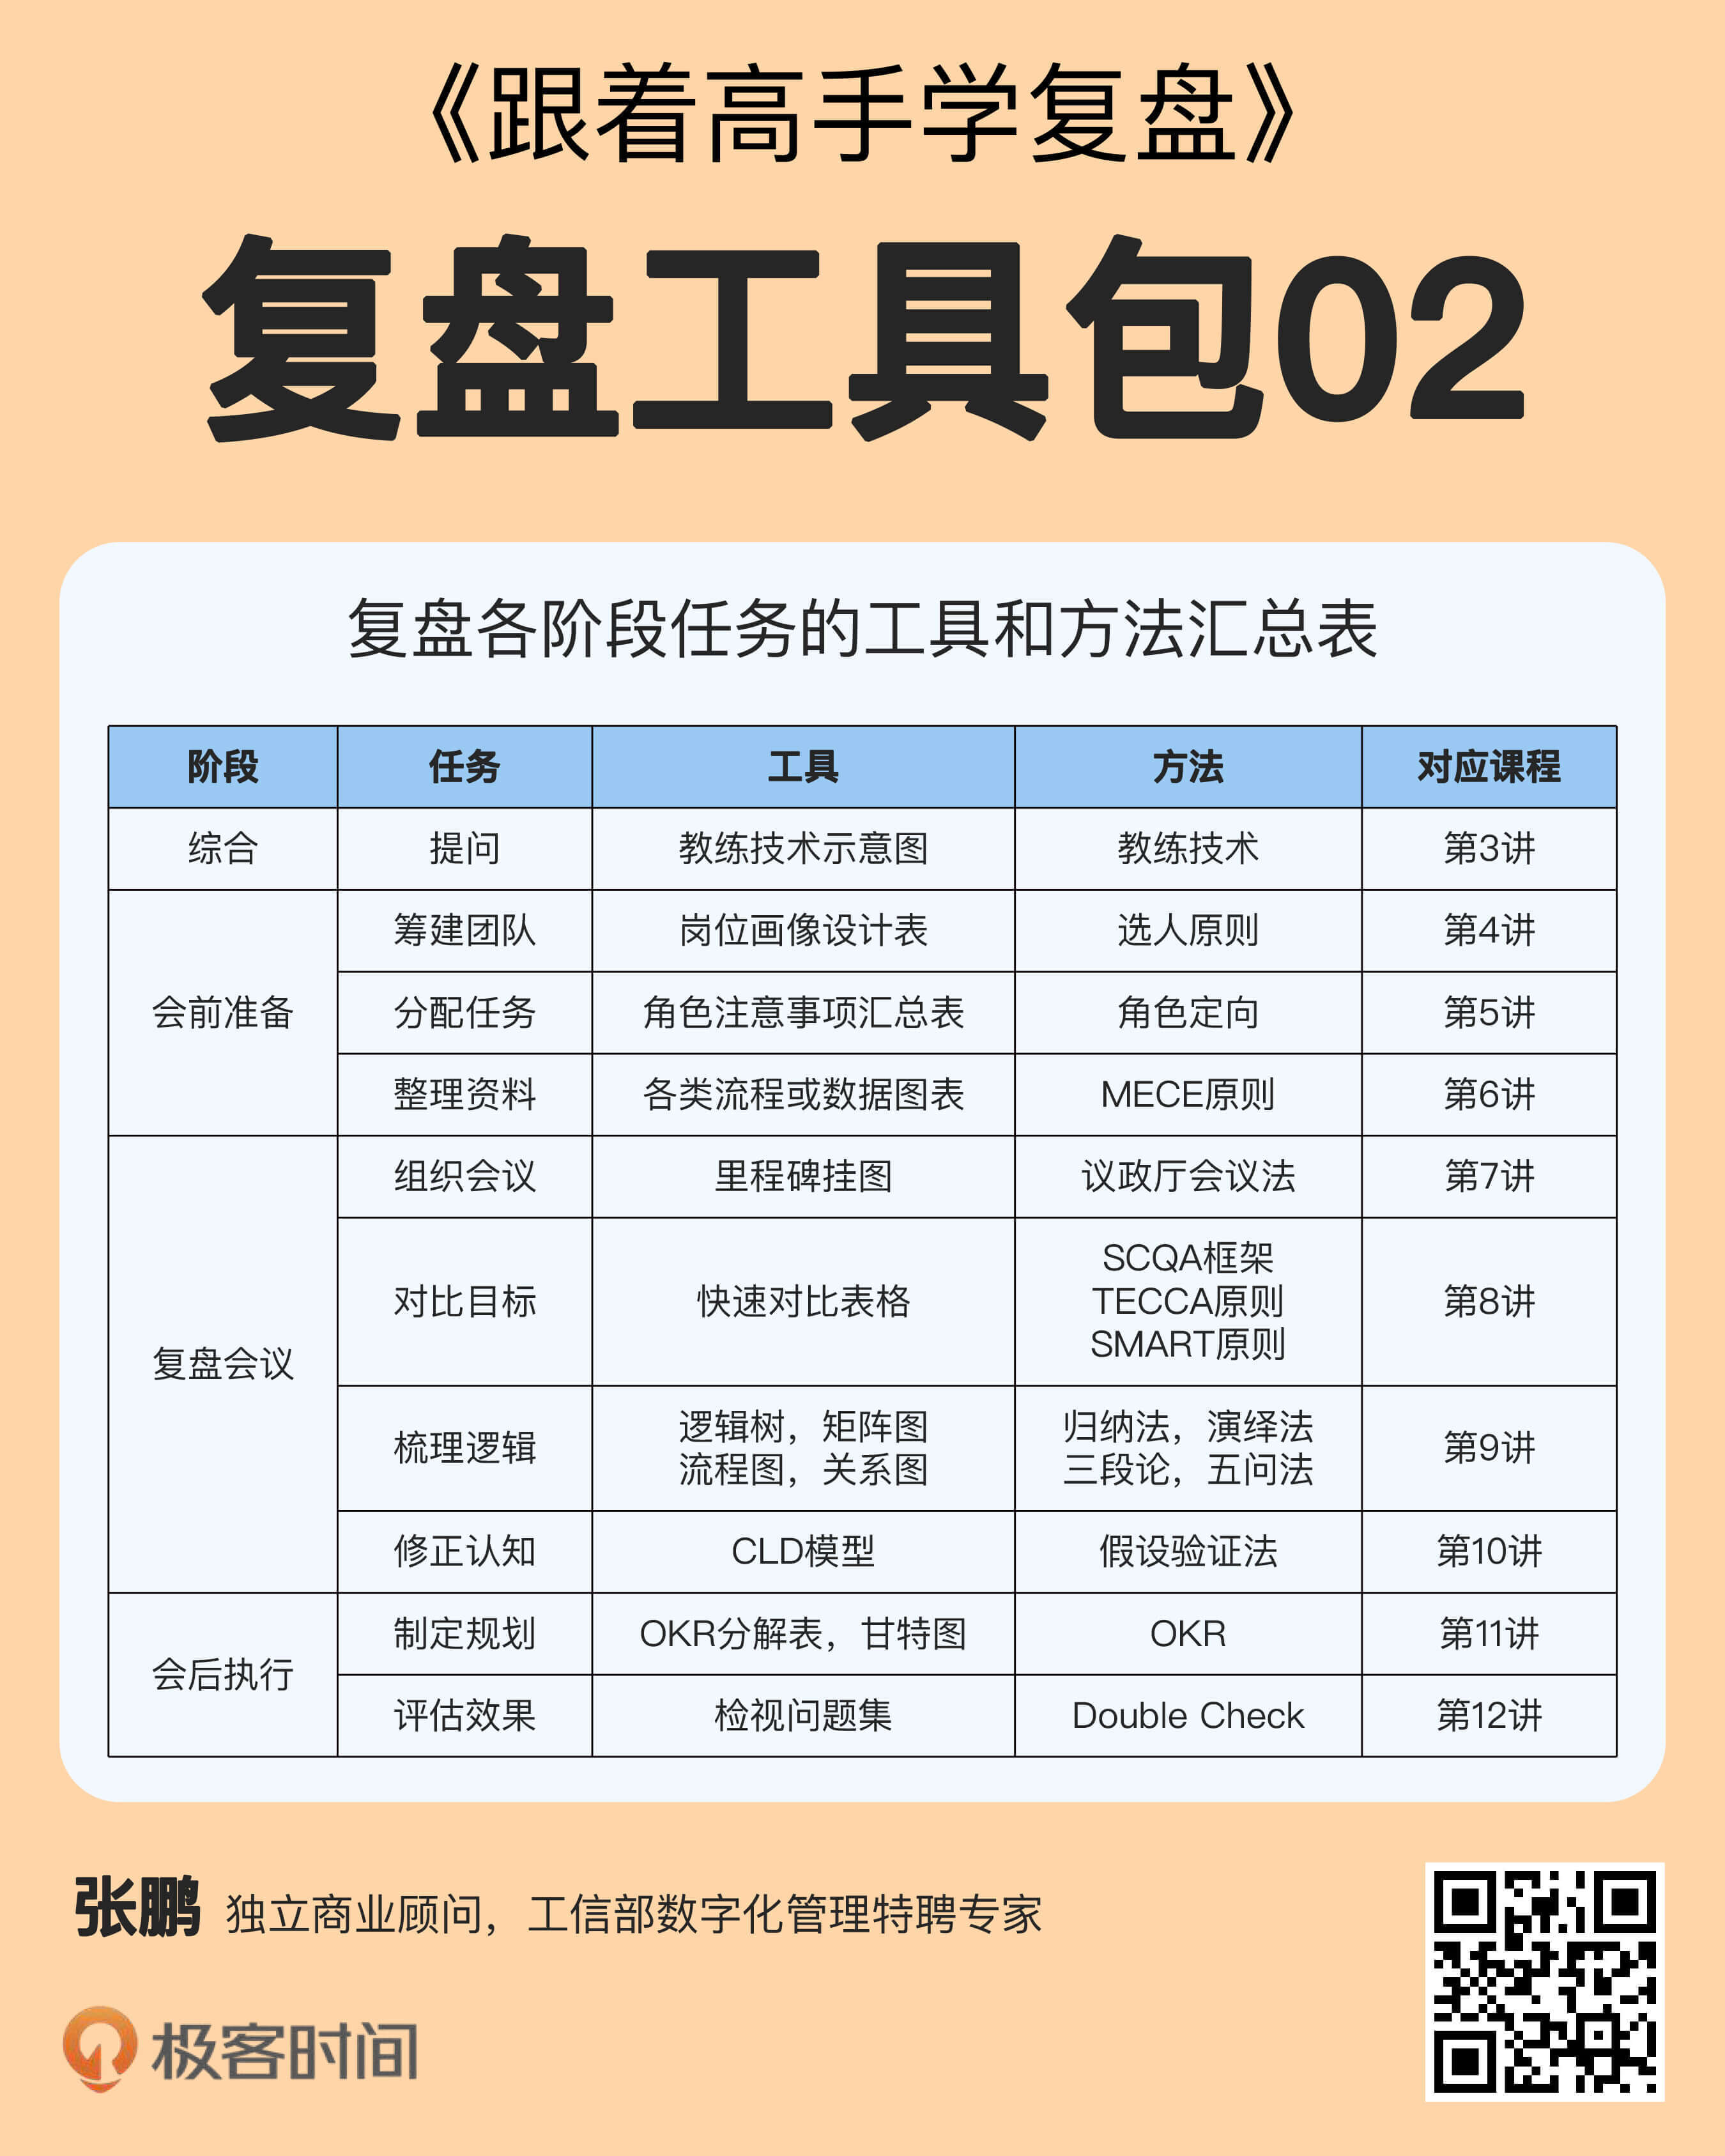 《跟着高手学复盘》
复盘工具包02
复盘各阶段任务的工具和方法汇总表
阶段 任务 工具 方法 对应课程
综合 提问 教练技术示意图 教练技术 第3讲
会前准备 筹建团队 岗位画像设计表 选人原则 第4讲
分配任务 角色注意事项汇总表 角色定向 第5讲
整理资料 各类流程或数据图表 MECE原则 第6讲
复盘会议 组织会议 里程碑挂图 议政厅会议法 第7讲
对比目标 快速对比表格 SCQA框架
TECCA原则
SMART原则 第8讲
梳理逻辑 逻辑树，矩阵图
流程图，关系图 归纳法，演绎法
三段论，五问法 第9讲
修正认知 CLD模型 假设验证法 第10讲
会后执行 制定规划 OKR分解表，甘特图 OKR 第11讲
评估效果 检视问题集 Double Check 第12讲
张鹏 独立商业顾问，工信部数字化管理特聘专家
极客时间